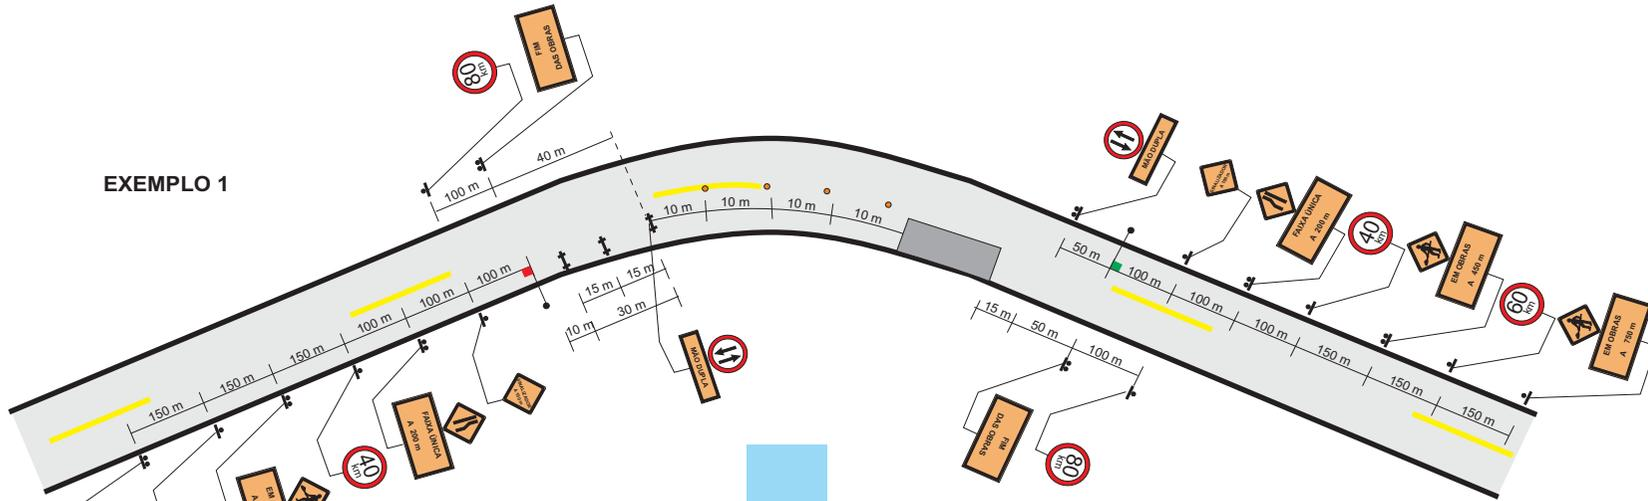 EXEMPLO 1
80
km
FIM
DAS OBRAS
40 m
100 m
10 m
10 m
10 m
10 m
MÃO DUPLA
FAIXA ÚNICA
A 200 m
40
km
EM OBRAS
A 450 m
60
km
EM OBRAS
A 750 m
50 m
100 m
100 m
100 m
150 m
150 m
150 m
150 m
150 m
150 m
100 m
100 m
100 m
15 m
15 m
30 m
10 m
MÃO DUPLA
15 m
50 m
100 m
FIM
DAS OBRAS
80
km
FAIXA ÚNICA
A 200 m
40
km
EM
A